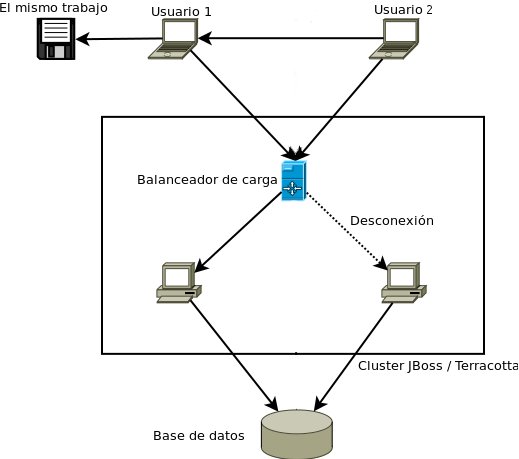 El mismo trabajo
Usuario 1
Usuario 2
Balanceador de carga
Desconexión
Cluster JBoss / Terracotta
Base de datos